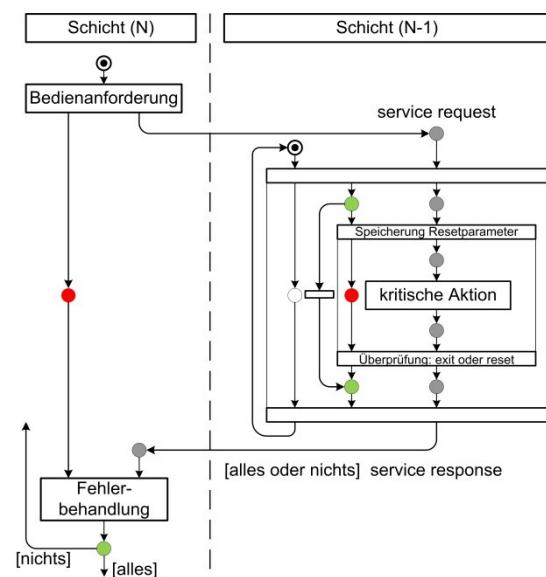 Schicht (N)
Schicht (N-1)
Bedienanforderung
service request
Speicherung Resetparameter
kritische Aktion
Überprüfung: exit oder reset
[alles oder nichts] service response
Fehler-
behandlung
[nichts]
[alles]